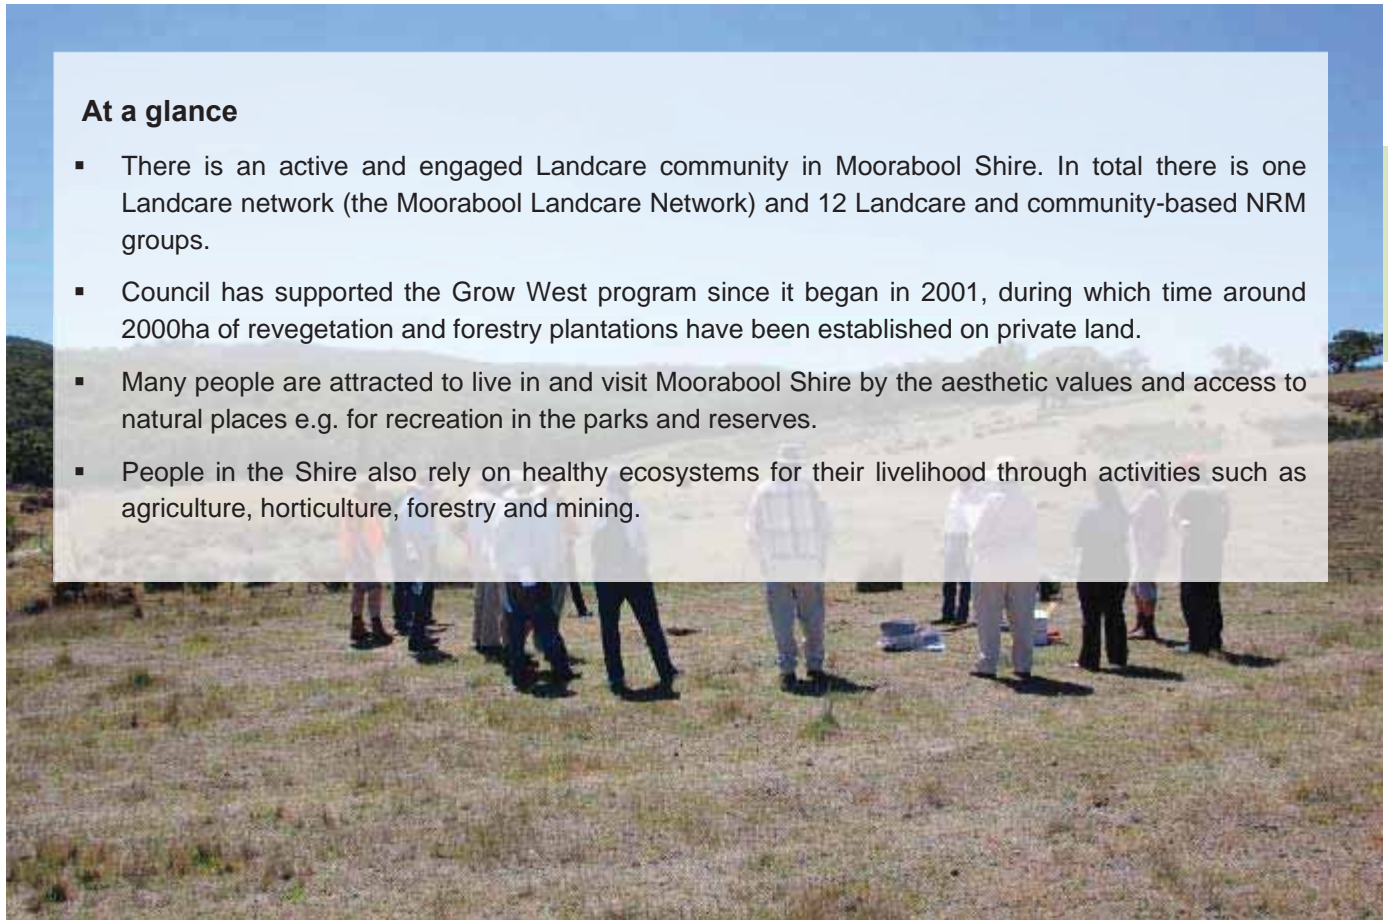 At a glance
▪ There is an active and engaged Landcare community in Moorabool Shire. In total there is one
Landcare network (the Moorabool Landcare Network) and 12 Landcare and community-based NRM
groups.
▪ Council has supported the Grow West program since it began in 2001, during which time around
2000ha of revegetation and forestry plantations have been established on private land.
▪ Many people are attracted to live in and visit Moorabool Shire by the aesthetic values and access to
natural places e.g. for recreation in the parks and reserves.
▪ People in the Shire also rely on healthy ecosystems for their livelihood through activities such as
agriculture, horticulture, forestry and mining.